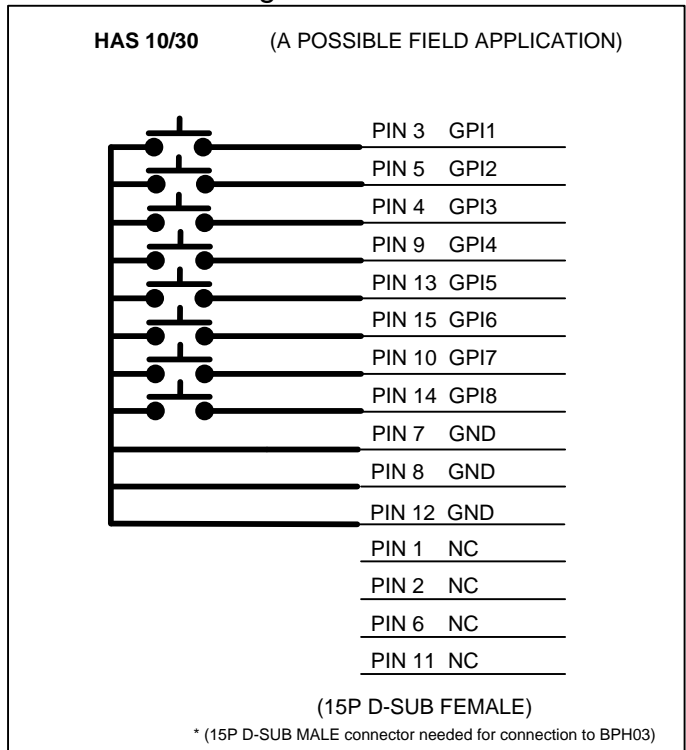 HAS 10/30 (A POSSIBLE FIELD APPLICATION)
PIN 3 GPI1
PIN 5 GPI2
PIN 4 GPI3
PIN 9 GPI4
PIN 13 GPI5
PIN 15 GPI6
PIN 10 GPI7
PIN 14 GPI8
PIN 7 GND
PIN 8 GND
PIN 12 GND
PIN 1 NC
PIN 2 NC
PIN 6 NC
PIN 11 NC
(15P D-SUB FEMALE)
* (15P D-SUB MALE connector needed for connection to BPH03)